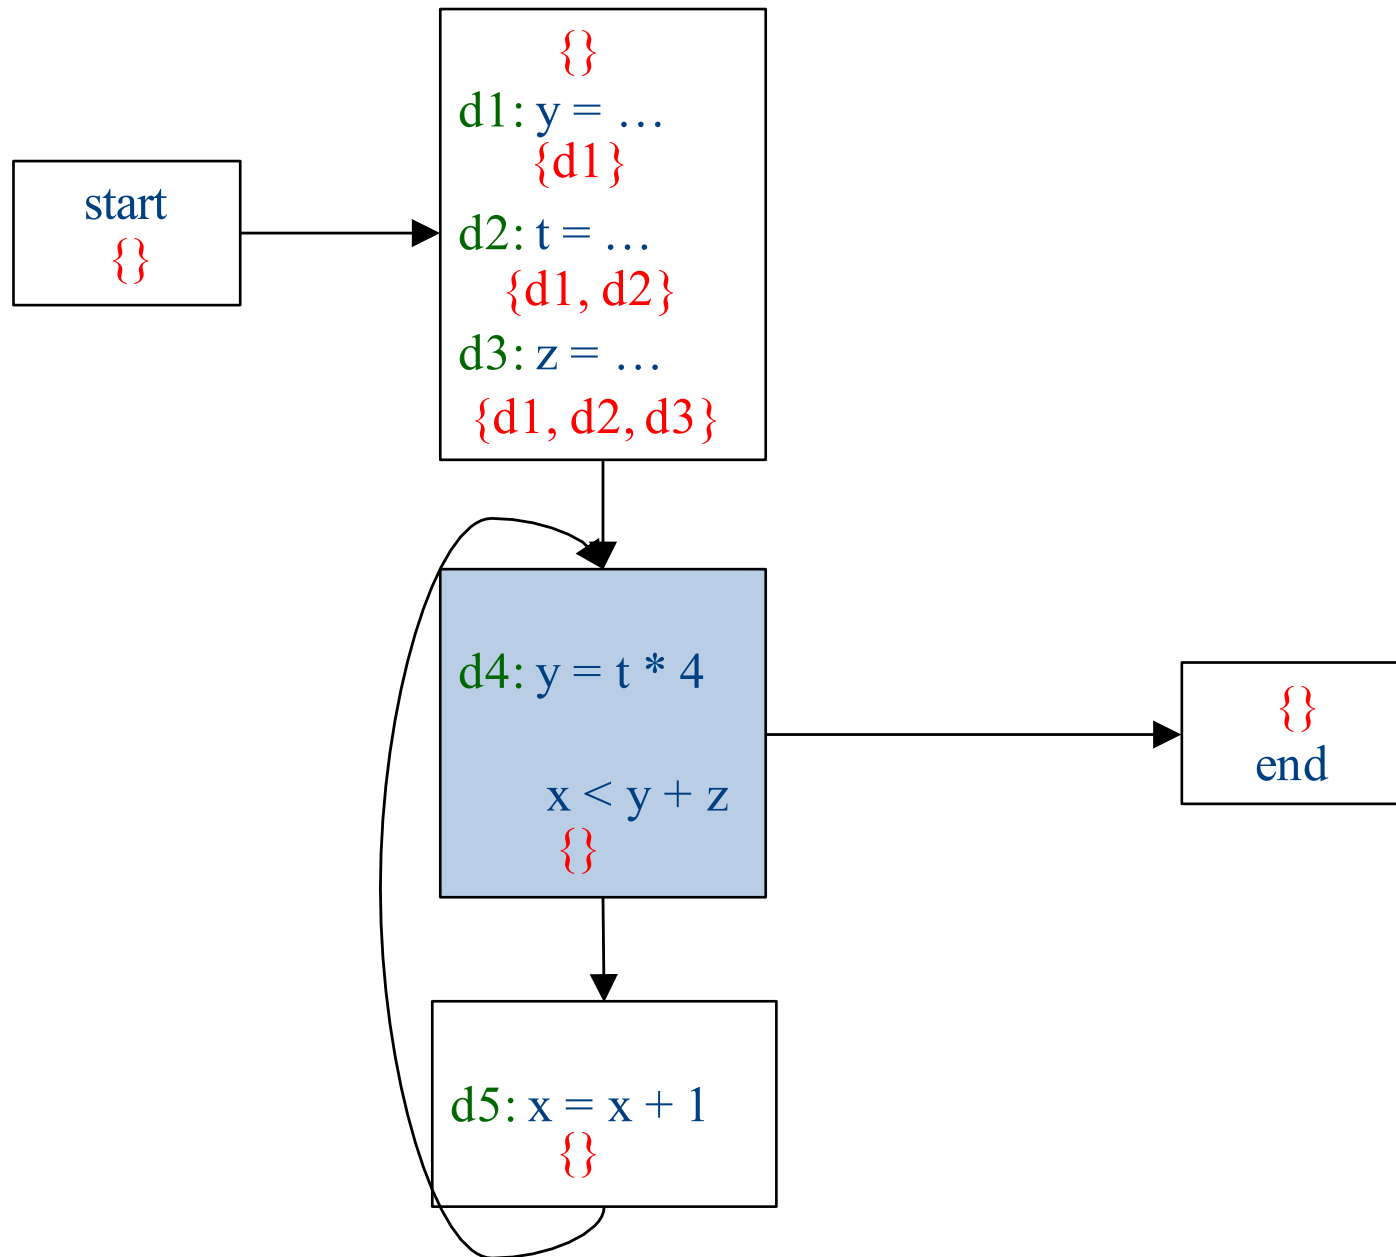 start
{}
{}
d1: y = …
{d1}
d2: t = …
{d1, d2}
d3: z = …
{d1, d2, d3}
d4: y = t * 4
x < y + z
{}
{}
end
d5: x = x + 1
{}